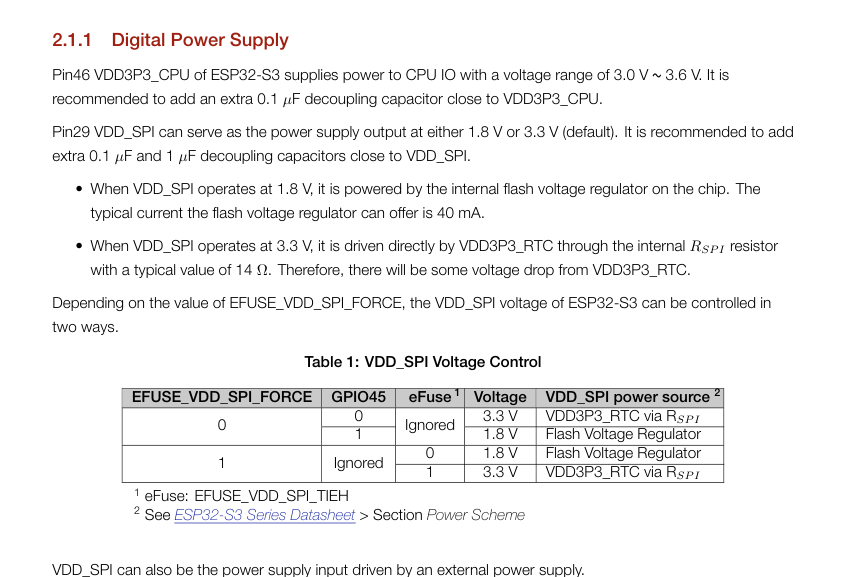 2.1.1 Digital Power Supply
Pin46 VDD3P3_CPU of ESP32-S3 supplies power to CPU IO with a voltage range of 3.0 V ~ 3.6 V. It is
recommended to add an extra 0.1 μF decoupling capacitor close to VDD3P3_CPU.
Pin29 VDD_SPI can serve as the power supply output at either 1.8 V or 3.3 V (default). It is recommended to add
extra 0.1 μF and 1 μF decoupling capacitors close to VDD_SPI.
• When VDD_SPI operates at 1.8 V, it is powered by the internal flash voltage regulator on the chip. The
typical current the flash voltage regulator can offer is 40 mA.
• When VDD_SPI operates at 3.3 V, it is driven directly by VDD3P3_RTC through the internal R_SPI resistor
with a typical value of 14 Ω. Therefore, there will be some voltage drop from VDD3P3_RTC.
Depending on the value of EFUSE_VDD_SPI_FORCE, the VDD_SPI voltage of ESP32-S3 can be controlled in
two ways.
Table 1: VDD_SPI Voltage Control
EFUSE_VDD_SPI_FORCE GPIO45 eFuse 1 Voltage VDD_SPI power source 2
0 0 Ignored 3.3 V VDD3P3_RTC via R_SPI
1 1.8 V Flash Voltage Regulator
1 Ignored 0 1.8 V Flash Voltage Regulator
1 3.3 V VDD3P3_RTC via R_SPI
1 eFuse: EFUSE_VDD_SPI_TIEH
2 See ESP32-S3 Series Datasheet > Section Power Scheme
VDD_SPI can also be the power supply input driven by an external power supply.